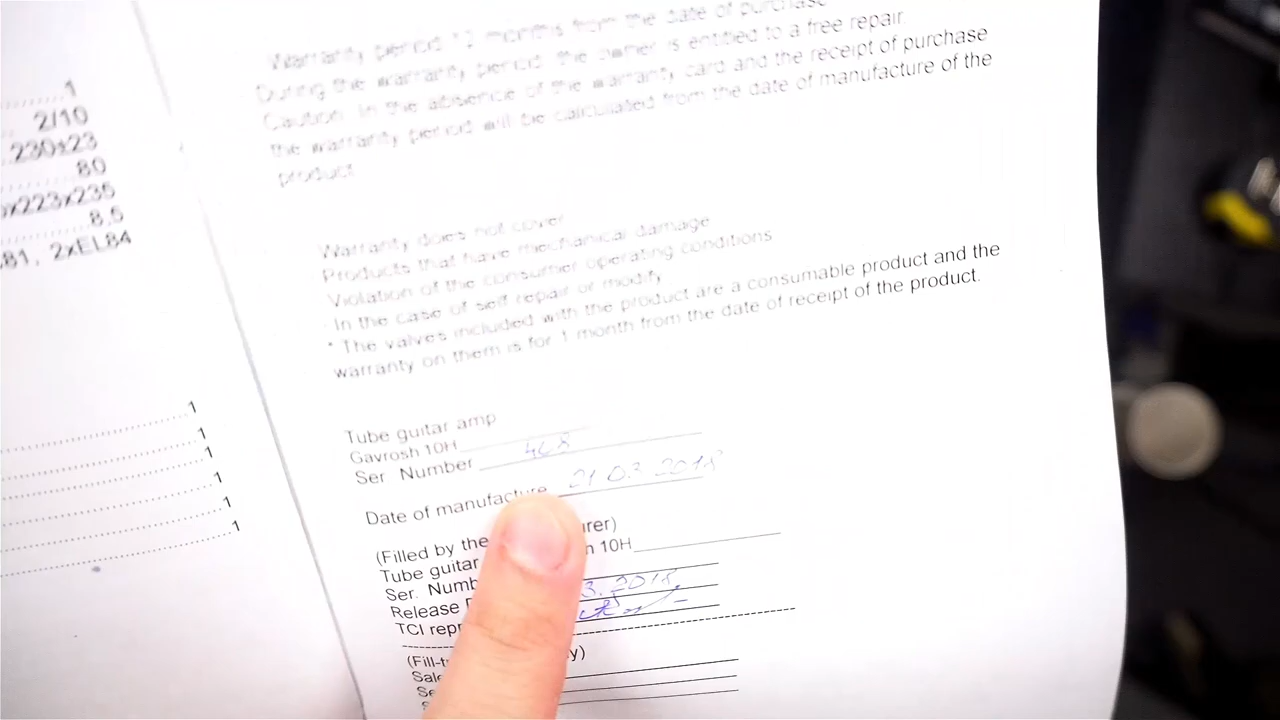 1
2/10
230x23
80
x223x235
8,5
81, 2xEL84
1
1
1
1
1
1
Warranty period 12 months from the date of purchase
During the warranty period the owner is entitled to a free repair.
Caution. In the absence of the warranty card and the receipt of purchase
the warranty period will be calculated from the date of manufacture of the
product
Warranty does not cover
Products that have mechanical damage
Violation of the consumer operating conditions
In the case of self repair or modify
* The valves included with the product are a consumable product and the
warranty on them is for 1 month from the date of receipt of the product.
Tube guitar amp
Gavrosh 10H
Ser Number 468
Date of manufacture 21 03.2018
(Filled by the urer)
Tube guitar n 10H
Ser. Numb
Release 3.2018.
TCI repr
(Fill-t y)
Sale
Se